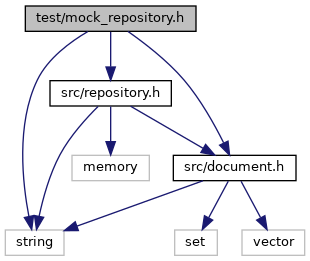 test/mock_repository.h
src/repository.h
memory
src/document.h
string
set
vector